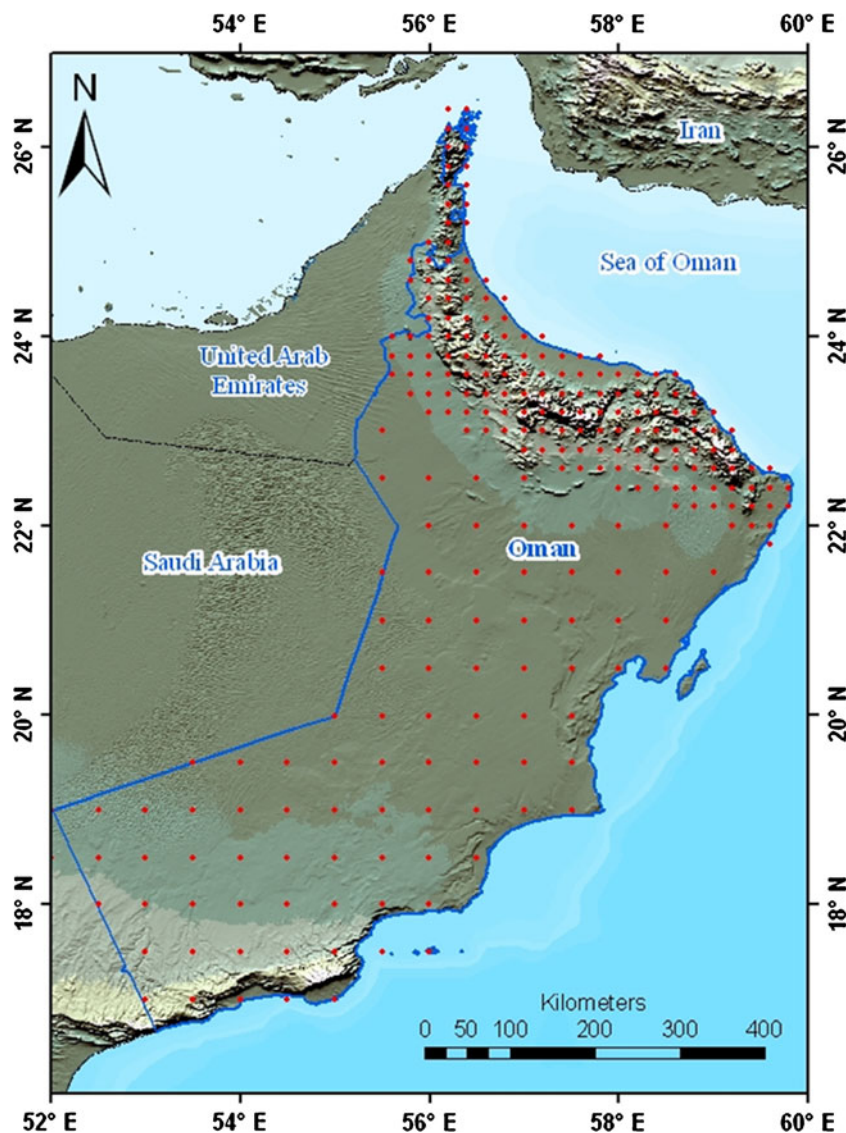 54° E 56° E 58° E 60° E
N
Iran
26° N 26° N
Sea of Oman
24° N 24° N
United Arab
Emirates
22° N 22° N
Saudi Arabia
Oman
20° N 20° N
18° N 18° N
Kilometers
0 50 100 200 300 400
52° E 54° E 56° E 58° E 60° E